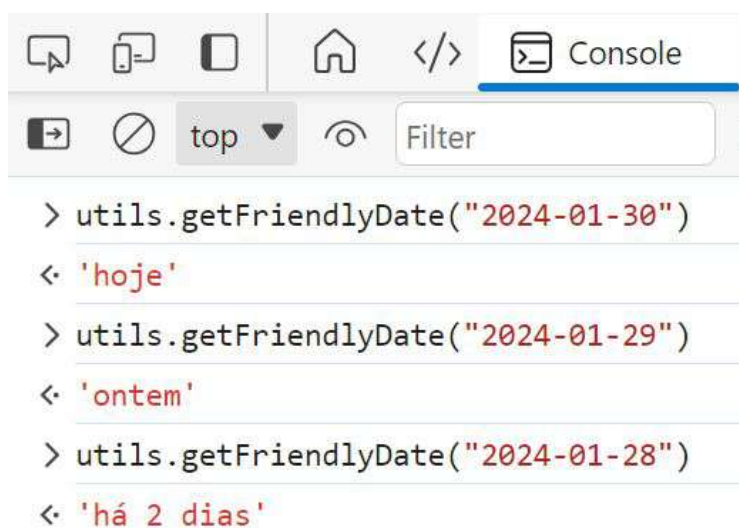 </> Console
top Filter
> utils.getFriendlyDate("2024-01-30")
'hoje'
> utils.getFriendlyDate("2024-01-29")
'ontem'
> utils.getFriendlyDate("2024-01-28")
'há 2 dias'